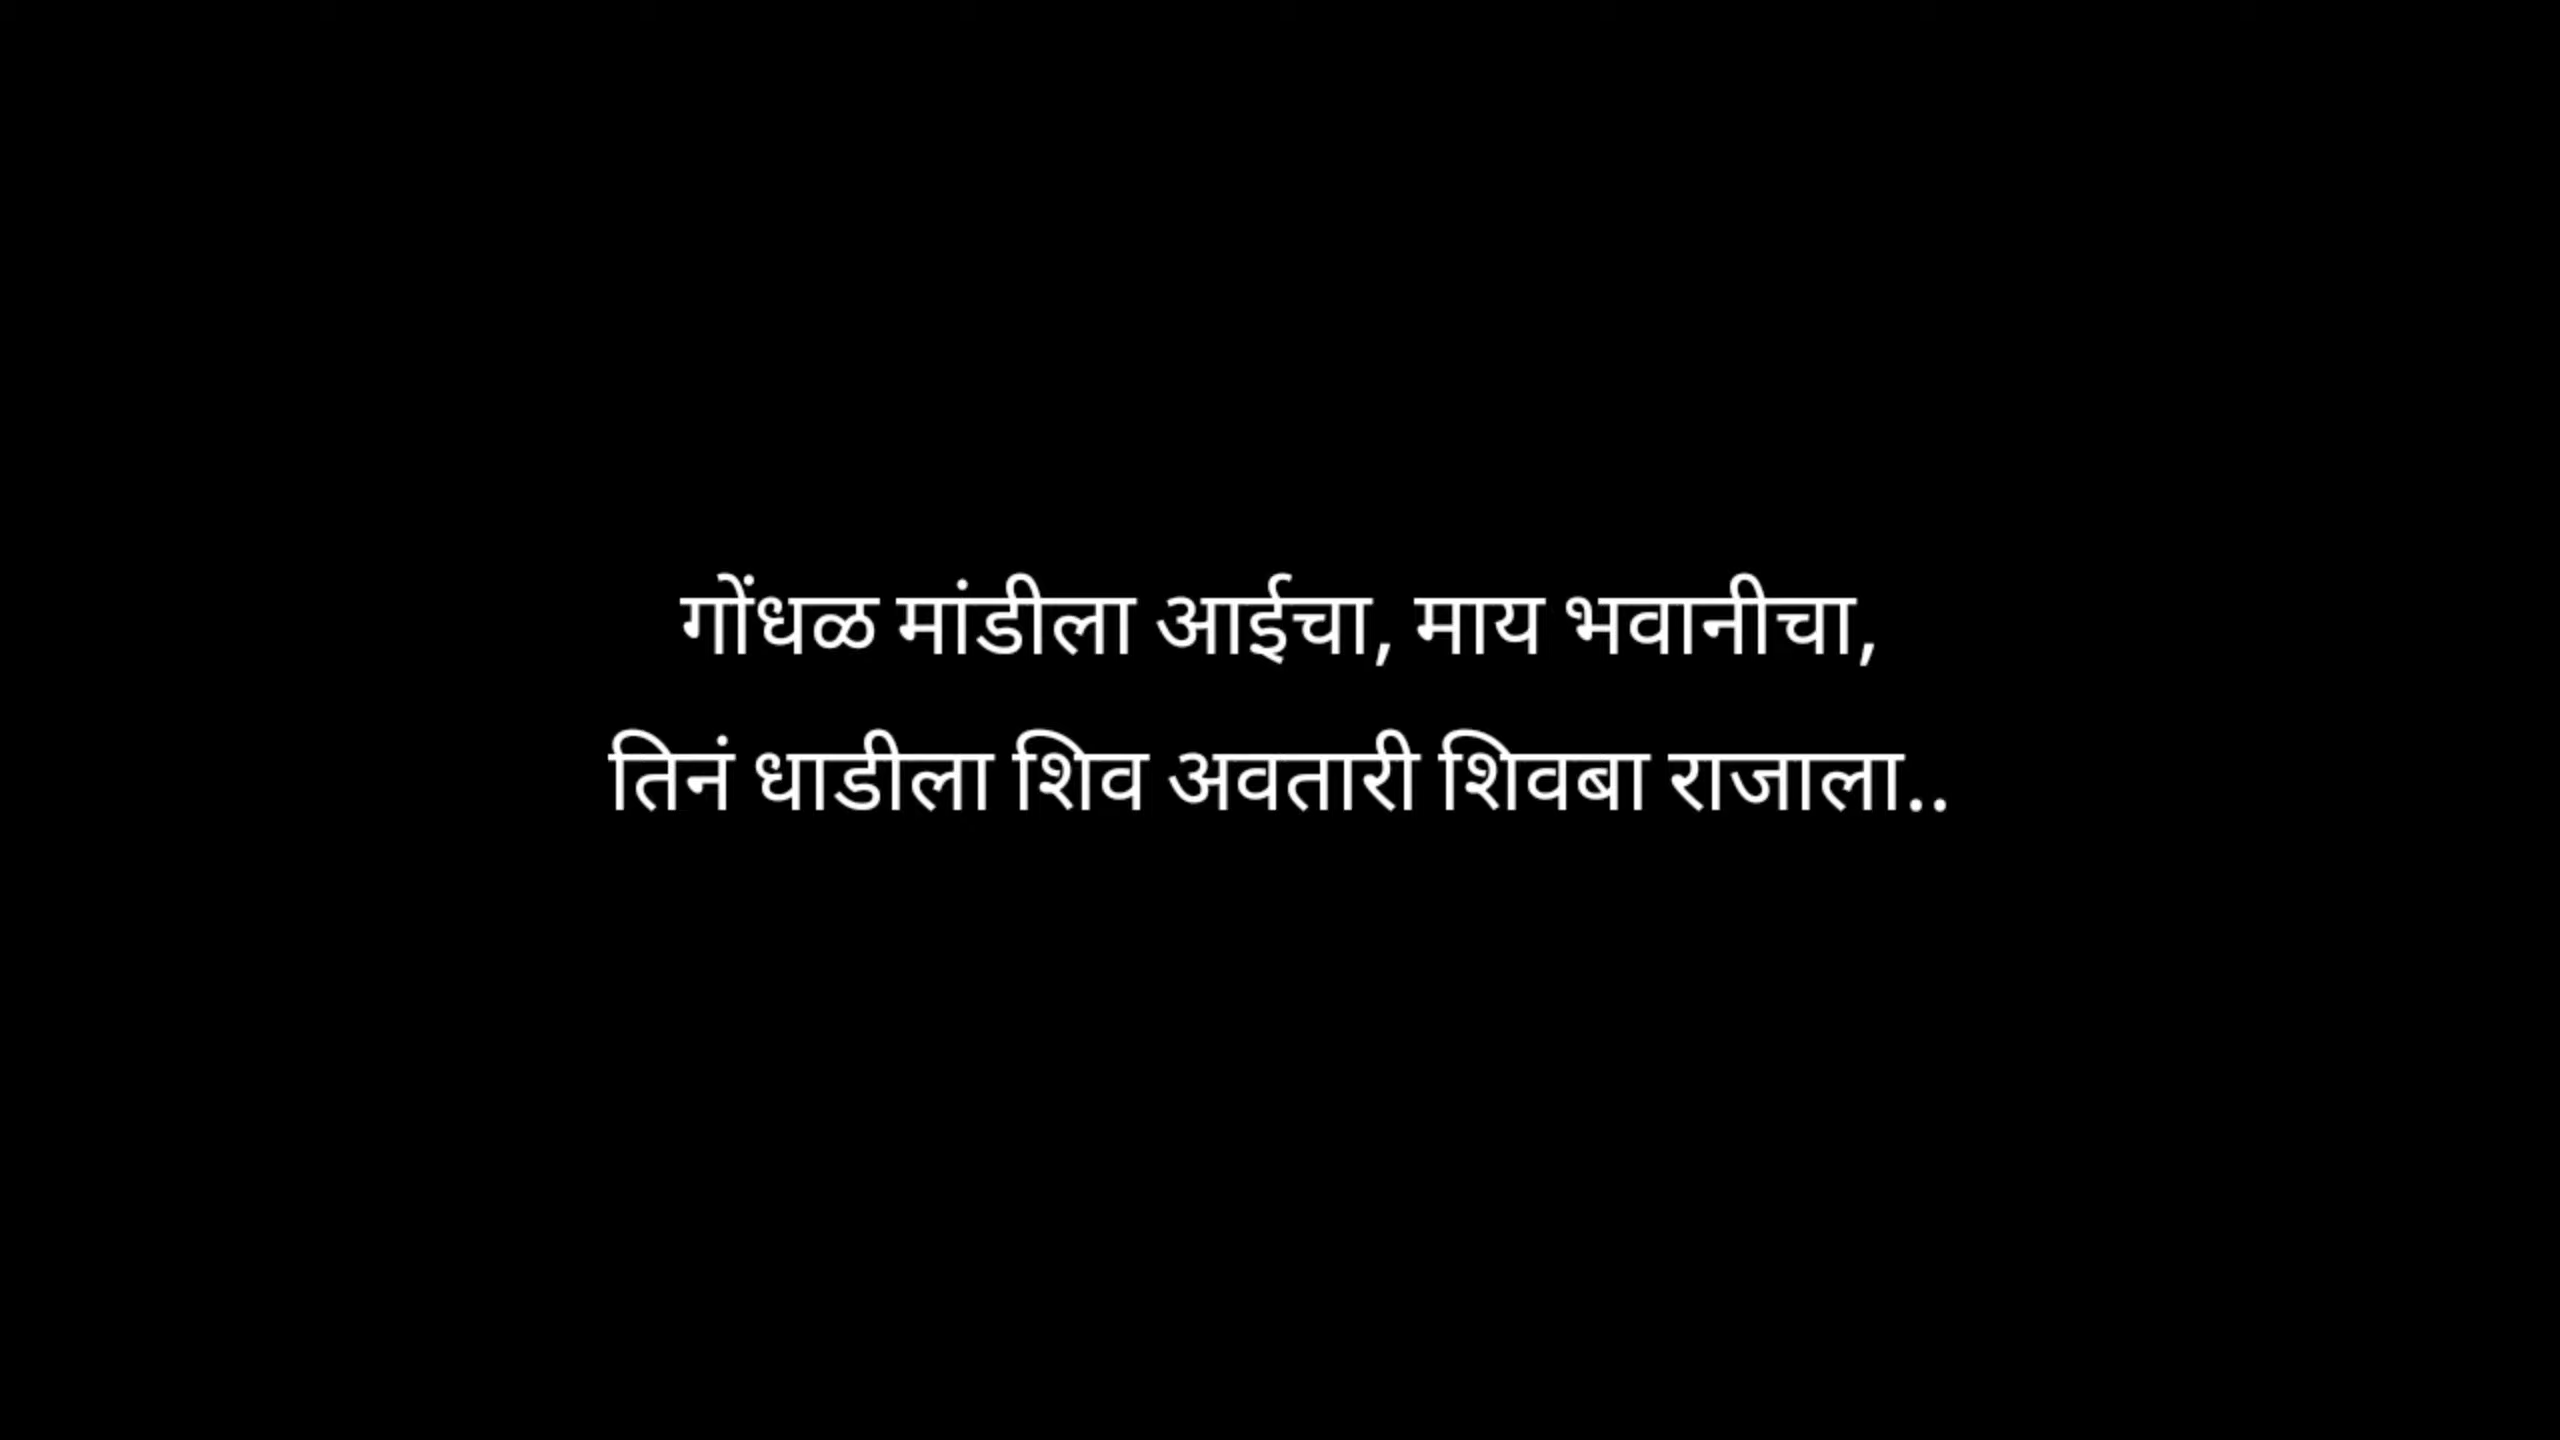 गोंधळ मांडीला आईचा, माय भवानीचा,
तिनं धाडीला शिव अवतारी शिवबा राजाला..